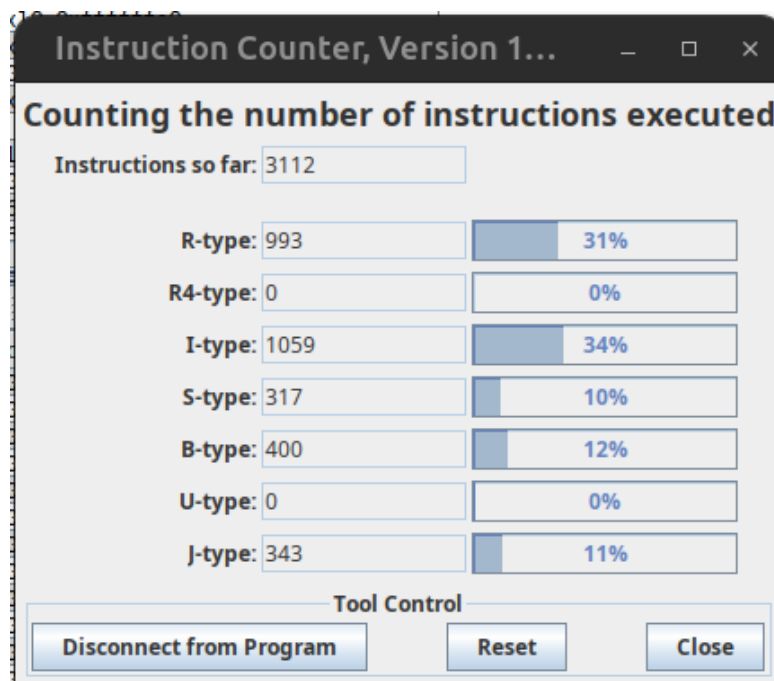 Instruction Counter, Version 1...
Counting the number of instructions executed
Instructions so far: 3112
R-type: 993 31%
R4-type: 0 0%
I-type: 1059 34%
S-type: 317 10%
B-type: 400 12%
U-type: 0 0%
J-type: 343 11%
Tool Control
Disconnect from Program Reset Close